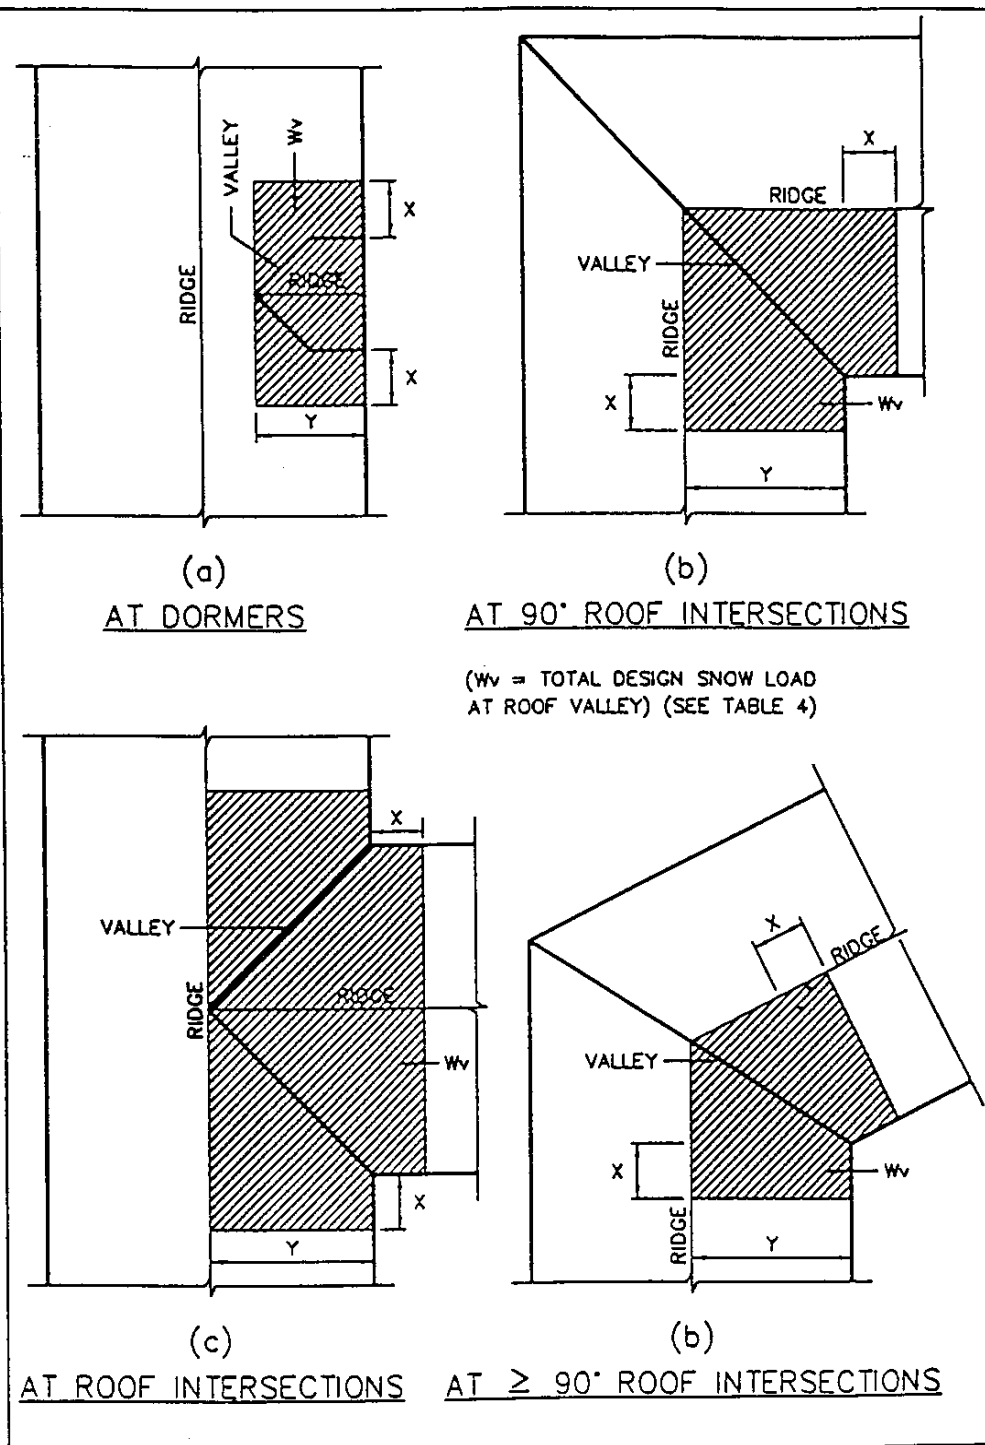 VALLEY
Wv
X
RIDGE
RIDGE
X
Y
(a)
AT DORMERS
X
RIDGE
VALLEY
RIDGE
X
Wv
Y
(b)
AT 90° ROOF INTERSECTIONS
(Wv = TOTAL DESIGN SNOW LOAD
AT ROOF VALLEY) (SEE TABLE 4)
X
VALLEY
RIDGE
RIDGE
Wv
X
Y
(c)
AT ROOF INTERSECTIONS
X
RIDGE
VALLEY
X
Wv
RIDGE
Y
(b)
AT ≥ 90° ROOF INTERSECTIONS